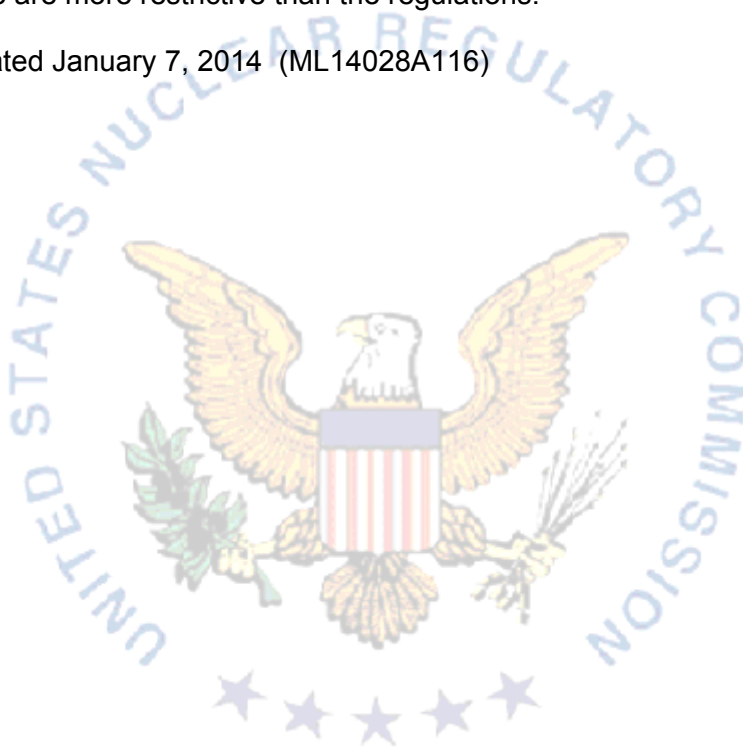 are more restrictive than the regulations.
ated January 7, 2014 (ML14028A116)
UNITED STATES NUCLEAR REGULATORY COMMISSION